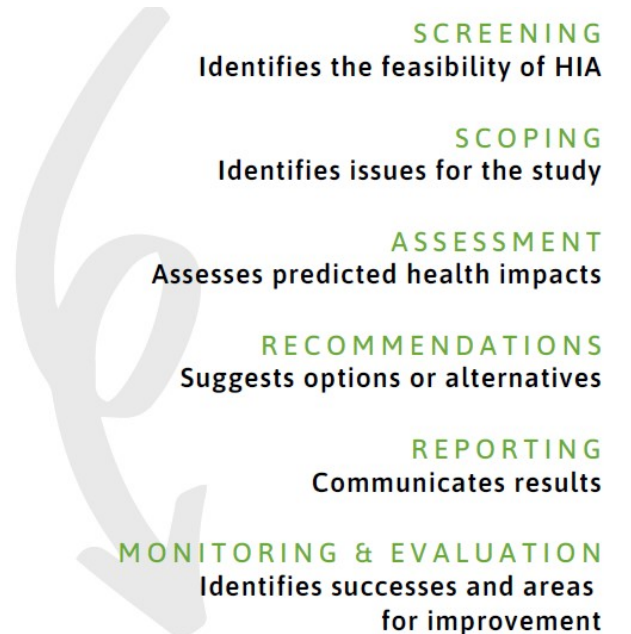 SCREENING
Identifies the feasibility of HIA
SCOPING
Identifies issues for the study
ASSESSMENT
Assesses predicted health impacts
RECOMMENDATIONS
Suggests options or alternatives
REPORTING
Communicates results
MONITORING & EVALUATION
Identifies successes and areas
for improvement